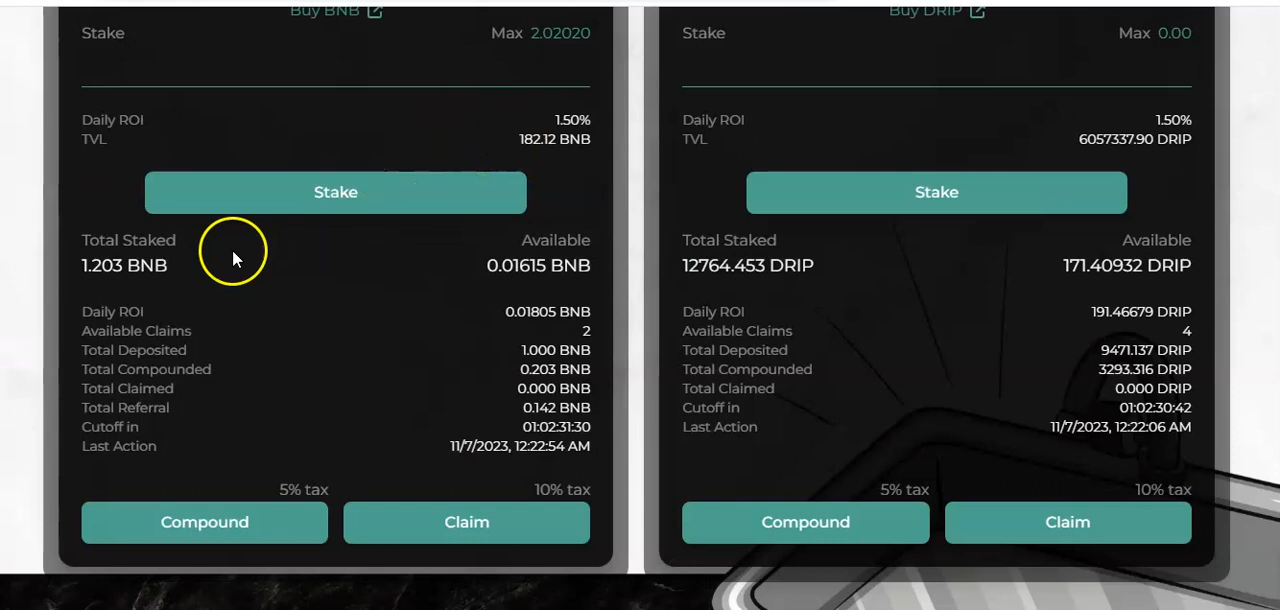 Buy BNB
Stake Max 2.02020
Daily ROI 1.50%
TVL 182.12 BNB
Stake
Total Staked Available
1.203 BNB 0.01615 BNB
Daily ROI 0.01805 BNB
Available Claims 2
Total Deposited 1.000 BNB
Total Compounded 0.203 BNB
Total Claimed 0.000 BNB
Total Referral 0.142 BNB
Cutoff in 01:02:31:30
Last Action 11/7/2023, 12:22:54 AM
5% tax 10% tax
Compound Claim
Buy DRIP
Stake Max 0.00
Daily ROI 1.50%
TVL 6057337.90 DRIP
Stake
Total Staked Available
12764.453 DRIP 171.40932 DRIP
Daily ROI 191.46679 DRIP
Available Claims 4
Total Deposited 9471.137 DRIP
Total Compounded 3293.316 DRIP
Total Claimed 0.000 DRIP
Cutoff in 01:02:30:42
Last Action 11/7/2023, 12:22:06 AM
5% tax 10% tax
Compound Claim